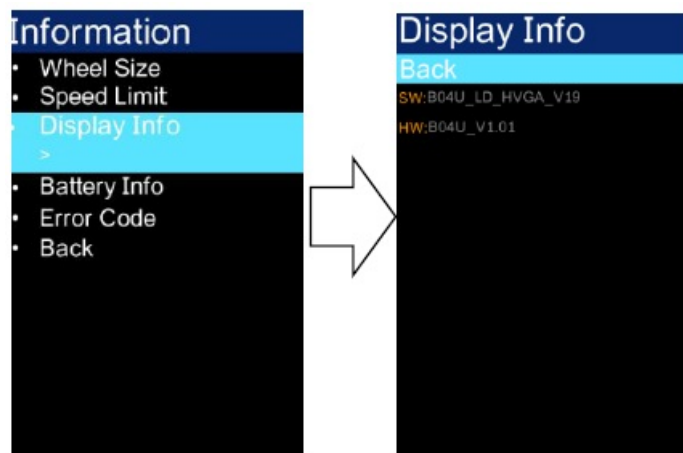 Information
• Wheel Size
• Speed Limit
• Display Info
>
• Battery Info
• Error Code
• Back
Display Info
Back
SW:B04U_LD_HVGA_V19
HW:B04U_V1.01